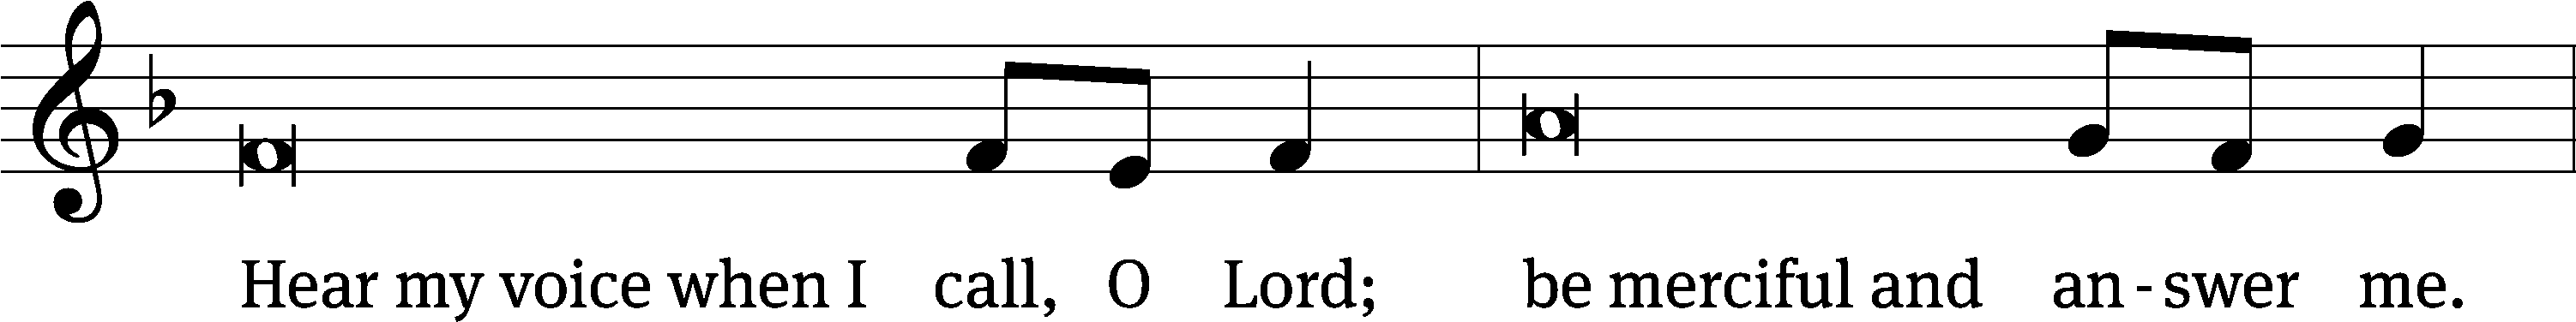 Hear my voice when I call, O Lord; be merciful and an-swer me.